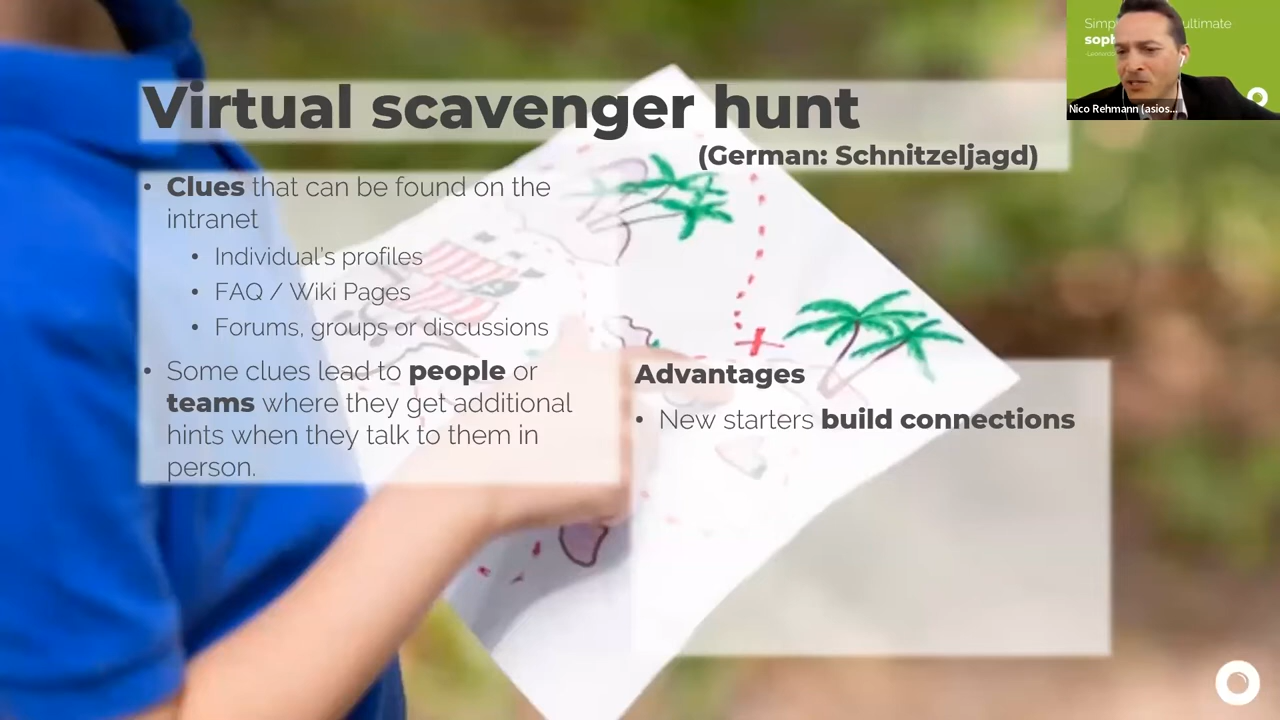 Virtual scavenger hunt
(German: Schnitzeljagd)
• Clues that can be found on the
intranet
• Individual's profiles
• FAQ / Wiki Pages
• Forums, groups or discussions
• Some clues lead to people or
teams where they get additional
hints when they talk to them in
person.
Advantages
• New starters build connections
Simp ultimate
soph
Nico Rehmann (asios...